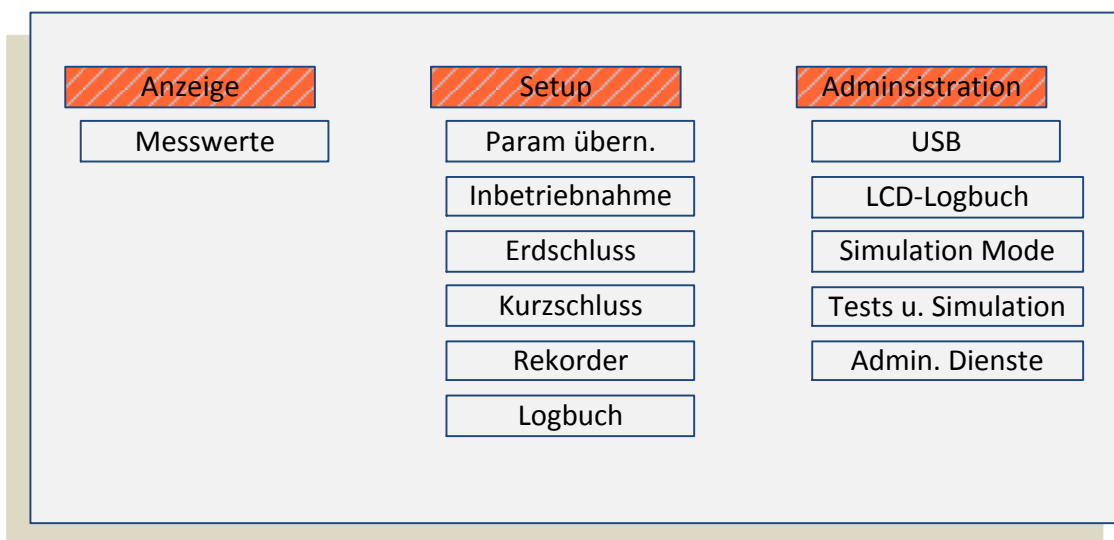 Anzeige
Messwerte
Setup
Param übern.
Inbetriebnahme
Erdschluss
Kurzschluss
Rekorder
Logbuch
Adminsistration
USB
LCD-Logbuch
Simulation Mode
Tests u. Simulation
Admin. Dienste